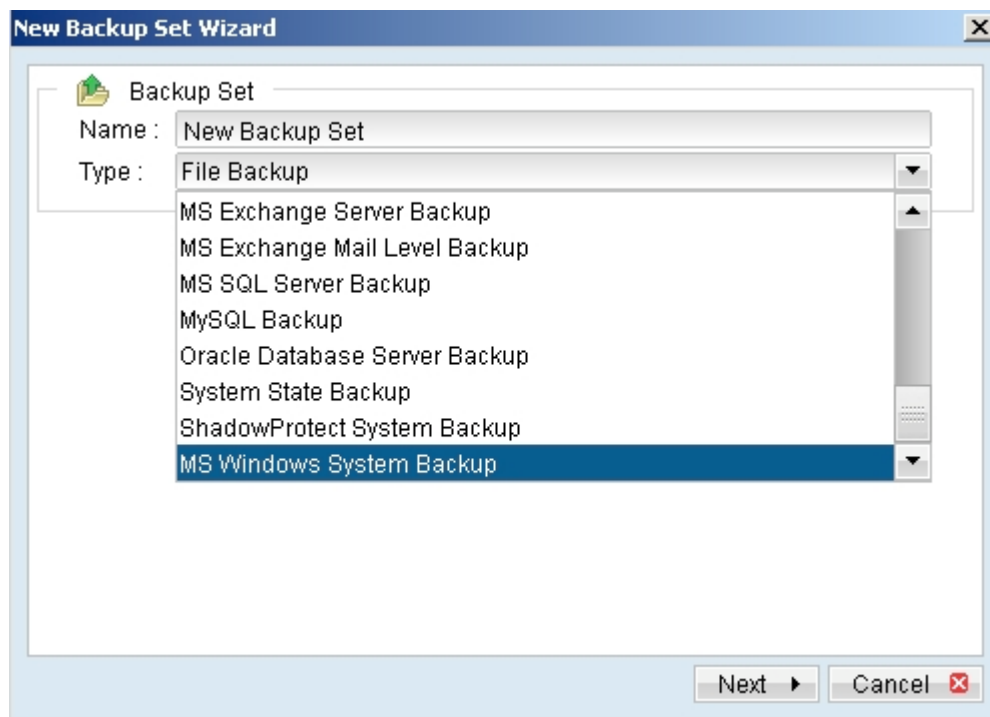 New Backup Set Wizard
Backup Set
Name : New Backup Set
Type : File Backup
MS Exchange Server Backup
MS Exchange Mail Level Backup
MS SQL Server Backup
MySQL Backup
Oracle Database Server Backup
System State Backup
ShadowProtect System Backup
MS Windows System Backup
Next Cancel